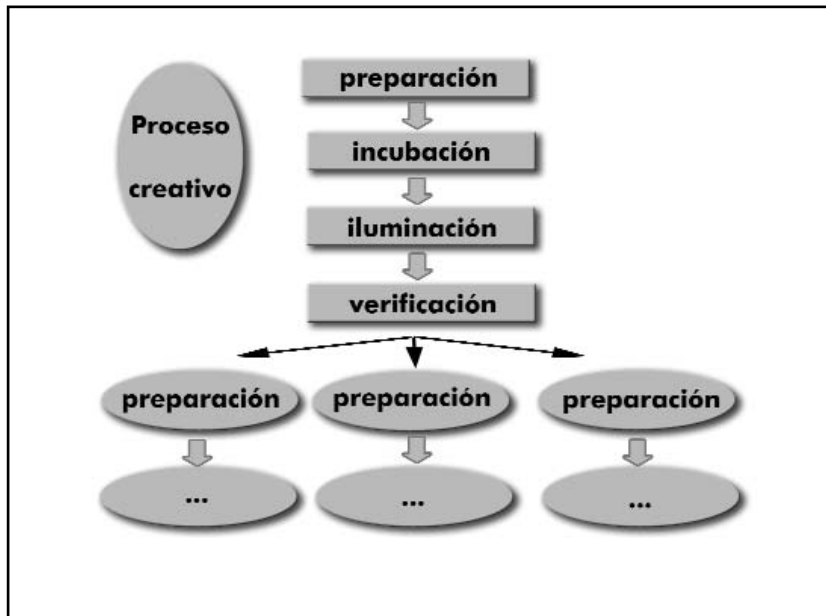 Proceso
creativo
preparación
incubación
iluminación
verificación
preparación
preparación
preparación
...
...
...